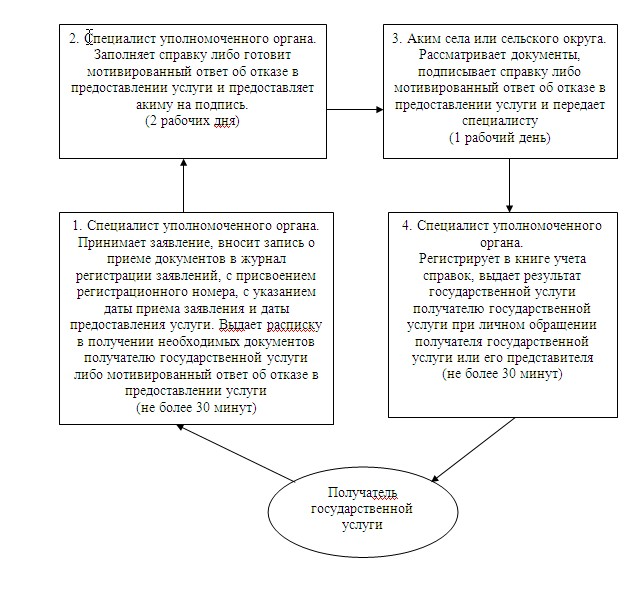 2. Специалист уполномоченного органа.
Заполняет справку либо готовит
мотивированный ответ об отказе в
предоставлении услуги и предоставляет
акиму на подпись.
(2 рабочих дня)
3. Аким села или сельского округа.
Рассматривает документы,
подписывает справку либо
мотивированный ответ об отказе в
предоставлении услуги и передает
специалисту
(1 рабочий день)
1. Специалист уполномоченного органа.
Принимает заявление, вносит запись о
приеме документов в журнал
регистрации заявлений, с присвоением
регистрационного номера, с указанием
даты приема заявления и даты
предоставления услуги. Выдает расписку
в получении необходимых документов
получателю государственной услуги
либо мотивированный ответ об отказе в
предоставлении услуги
(не более 30 минут)
4. Специалист уполномоченного
органа.
Регистрирует в книге учета
справок, выдает результат
государственной услуги
получателю государственной
услуги при личном обращении
получателя государственной
услуги или его представителя
(не более 30 минут)
Получатель
государственной
услуги